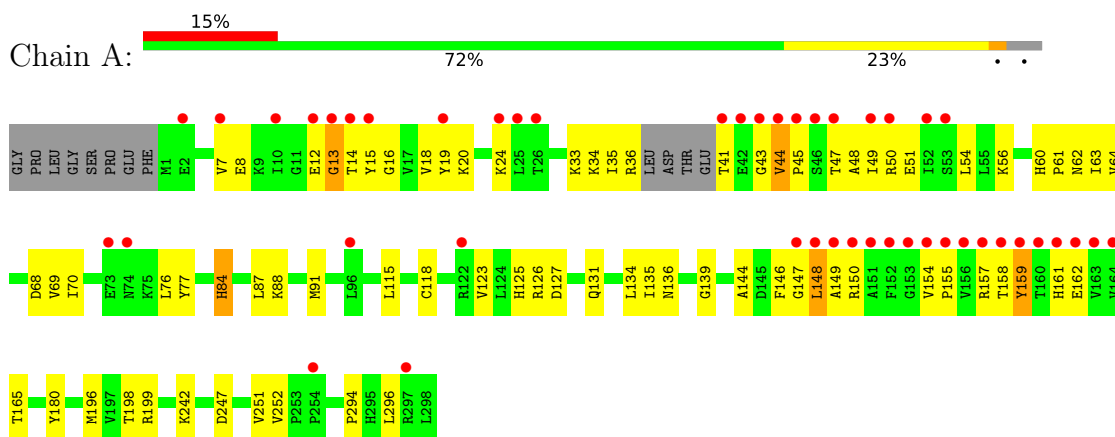 15%
Chain A:
72% 23% • •
GLY PRO LEU GLY SER PRO GLU PHE M1 E2 V7 E8 K9 I10 G11 E12 G13 T14 Y15 G16 V17 V18 Y19 K20 K24 L25 T26 K33 K34 I35 R36 LEU ASP THR GLU T41 E42 G43 V44 P45 S46 T47 A48 I49 R50 E51 I52 S53 L54 L55 K56 H60 P61 N62 I63 V64
D68 V69 I70 E73 N74 K75 L76 Y77 H84 L87 K88 M91 L96 L115 C118 R122 V123 L124 H125 R126 D127 Q131 L134 I135 N136 G139 A144 D145 F146 G147 L148 A149 R150 A151 F152 G153 V154 P155 V156 R157 T158 Y159 T160 H161 E162 V163 V164
T165 Y180 M196 V197 T198 R199 K242 D247 V251 V252 P253 P254 P294 H295 L296 R297 L298